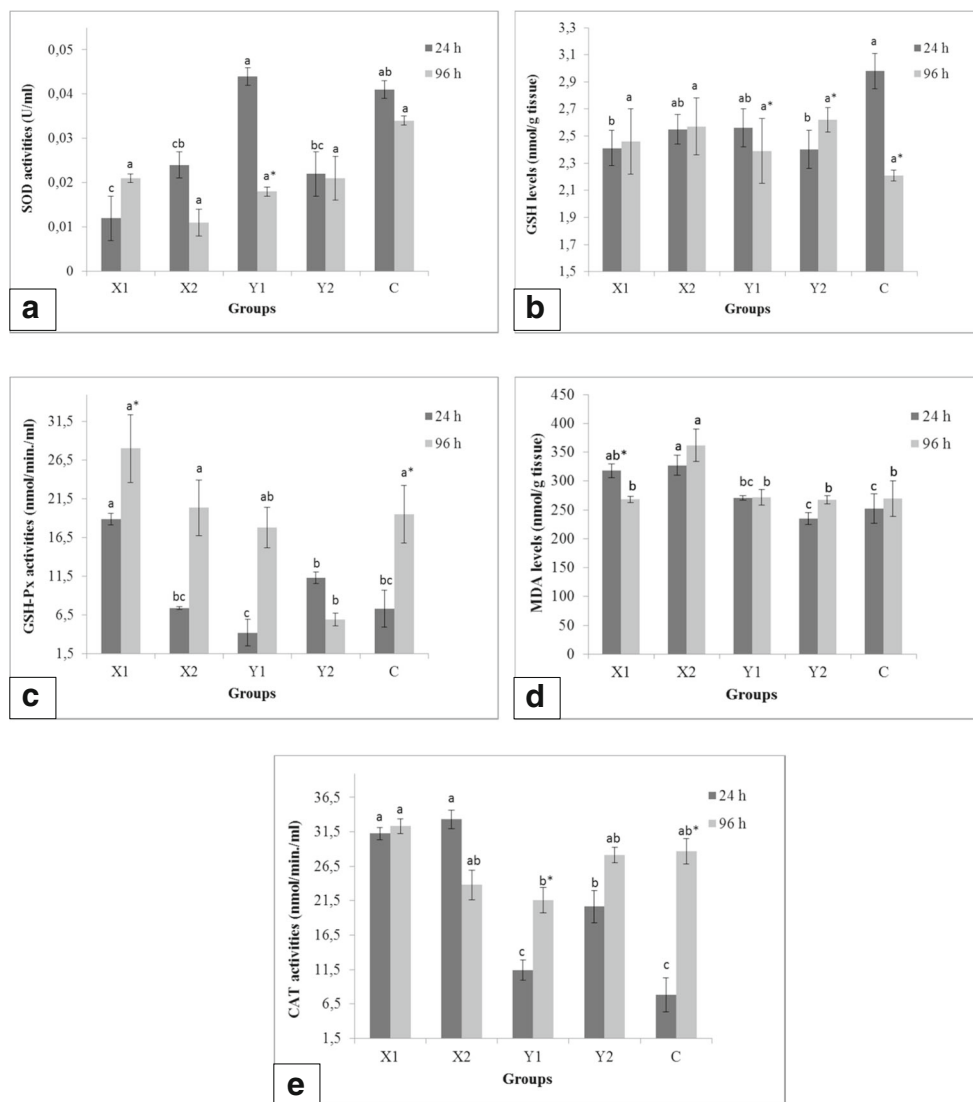 SOD activities (U/ml)
0,05
0,04
0,03
0,02
0,01
0
24 h
96 h
c
a
cb
a
a
a*
bc
a
ab
a
X1
X2
Y1
Y2
C
Groups
a
GSH levels (nmol/g tissue)
3,3
3,1
2,9
2,7
2,5
2,3
2,1
1,9
1,7
1,5
24 h
96 h
b
a
ab
a
ab
a*
b
a*
a
a*
X1
X2
Y1
Y2
C
Groups
b
GSH-Px activities (nmol/min./ml)
31,5
26,5
21,5
16,5
11,5
6,5
1,5
24 h
96 h
a
a*
bc
a
c
ab
b
b
bc
a*
X1
X2
Y1
Y2
C
Groups
c
MDA levels (nmol/g tissue)
450
400
350
300
250
200
150
100
50
0
24 h
96 h
ab*
b
a
a
bc
b
c
b
c
b
X1
X2
Y1
Y2
C
Groups
d
CAT activities (nmol/min./ml)
36,5
31,5
26,5
21,5
16,5
11,5
6,5
1,5
24 h
96 h
a
a
a
ab
c
b*
b
ab
c
ab*
X1
X2
Y1
Y2
C
Groups
e